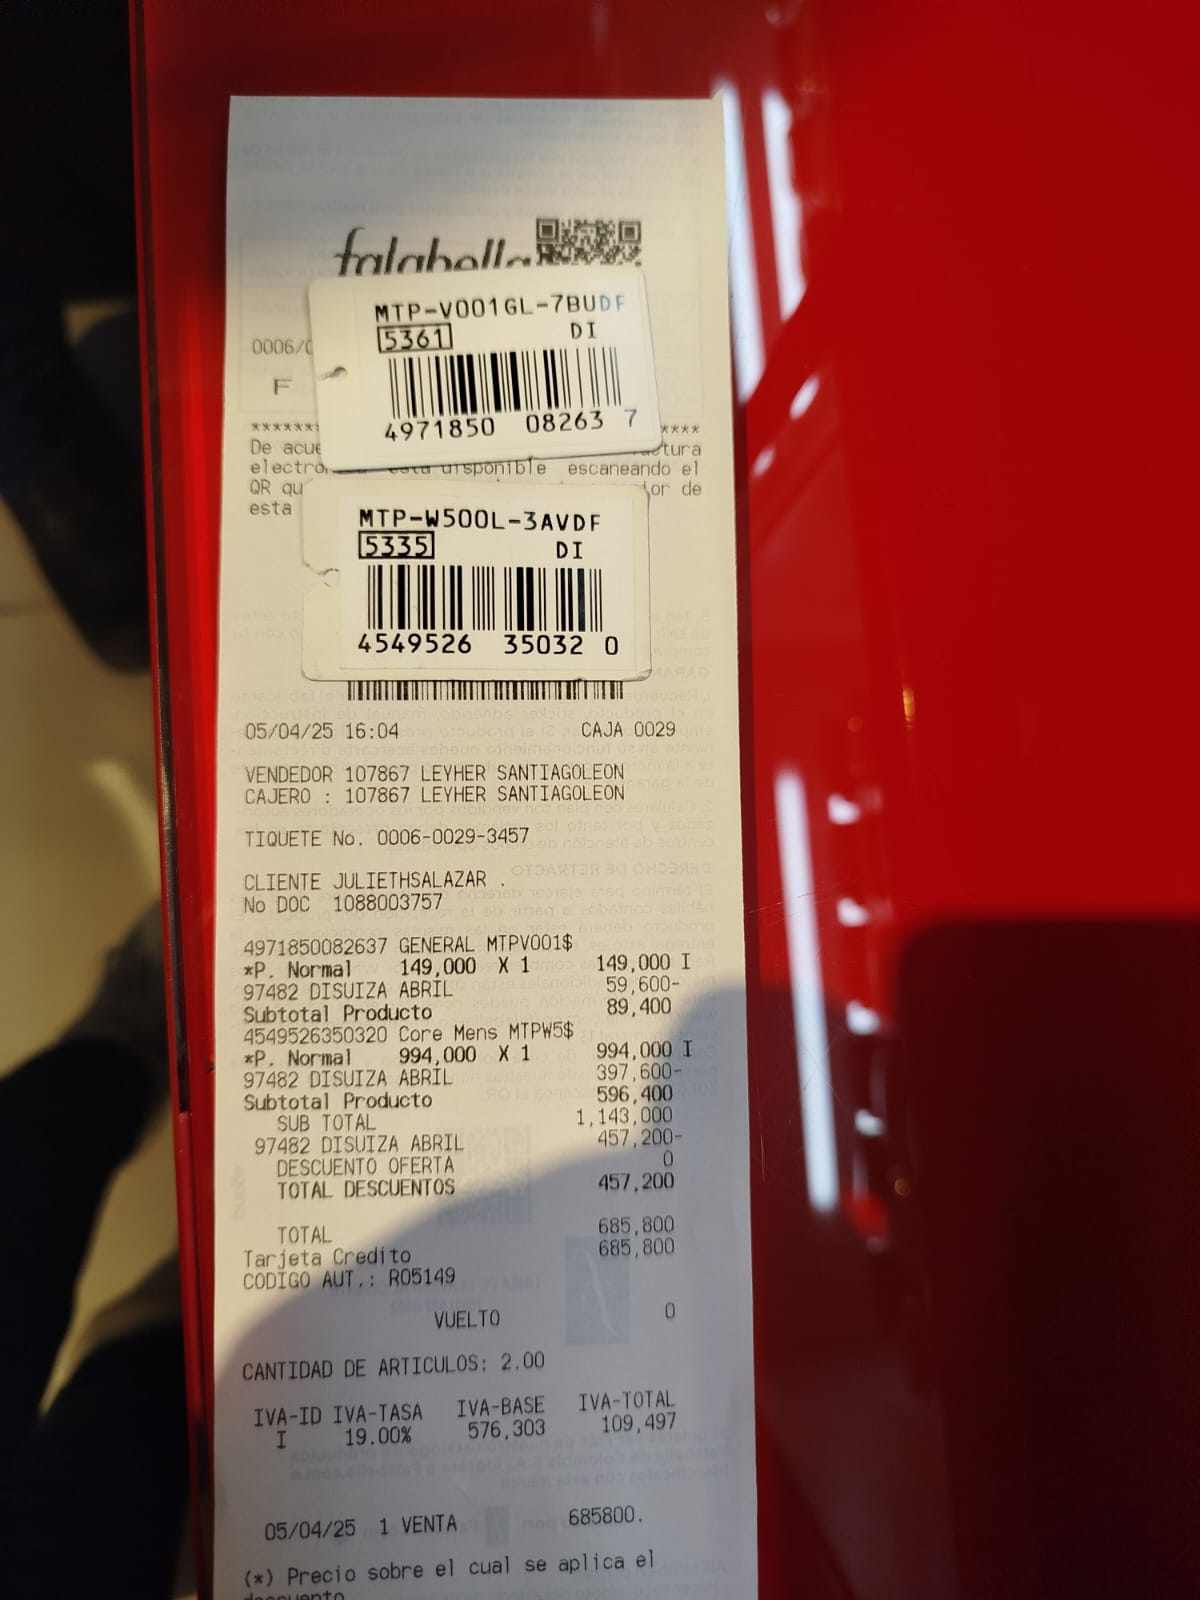 falabella
MTP-V001GL-7BUDF
5361 DI
4971850 08263 7
0006/0
F
De acue
electro disponible escaneando el
QR qu or de
esta
MTP-W500L-3AVDF
5335 DI
4549526 35032 0
05/04/25 16:04 CAJA 0029
VENDEDOR 107867 LEYHER SANTIAGOLEON
CAJERO : 107867 LEYHER SANTIAGOLEON
TIQUETE No. 0006-0029-3457
CLIENTE JULIETHSALAZAR .
No DOC 1088003757
4971850082637 GENERAL MTPV001$
*P. Normal 149,000 X 1 149,000 I
97482 DISUIZA ABRIL 59,600-
Subtotal Producto 89,400
4549526350320 Core Mens MTPW5$
*P. Normal 994,000 X 1 994,000 I
97482 DISUIZA ABRIL 397,600-
Subtotal Producto 596,400
SUB TOTAL 1,143,000
97482 DISUIZA ABRIL 457,200-
DESCUENTO OFERTA 0
TOTAL DESCUENTOS 457,200
TOTAL 685,800
Tarjeta Credito 685,800
CODIGO AUT.: R05149
VUELTO 0
CANTIDAD DE ARTICULOS: 2.00
IVA-ID IVA-TASA IVA-BASE IVA-TOTAL
I 19.00% 576,303 109,497
05/04/25 1 VENTA 685800.
(*) Precio sobre el cual se aplica el
descuento